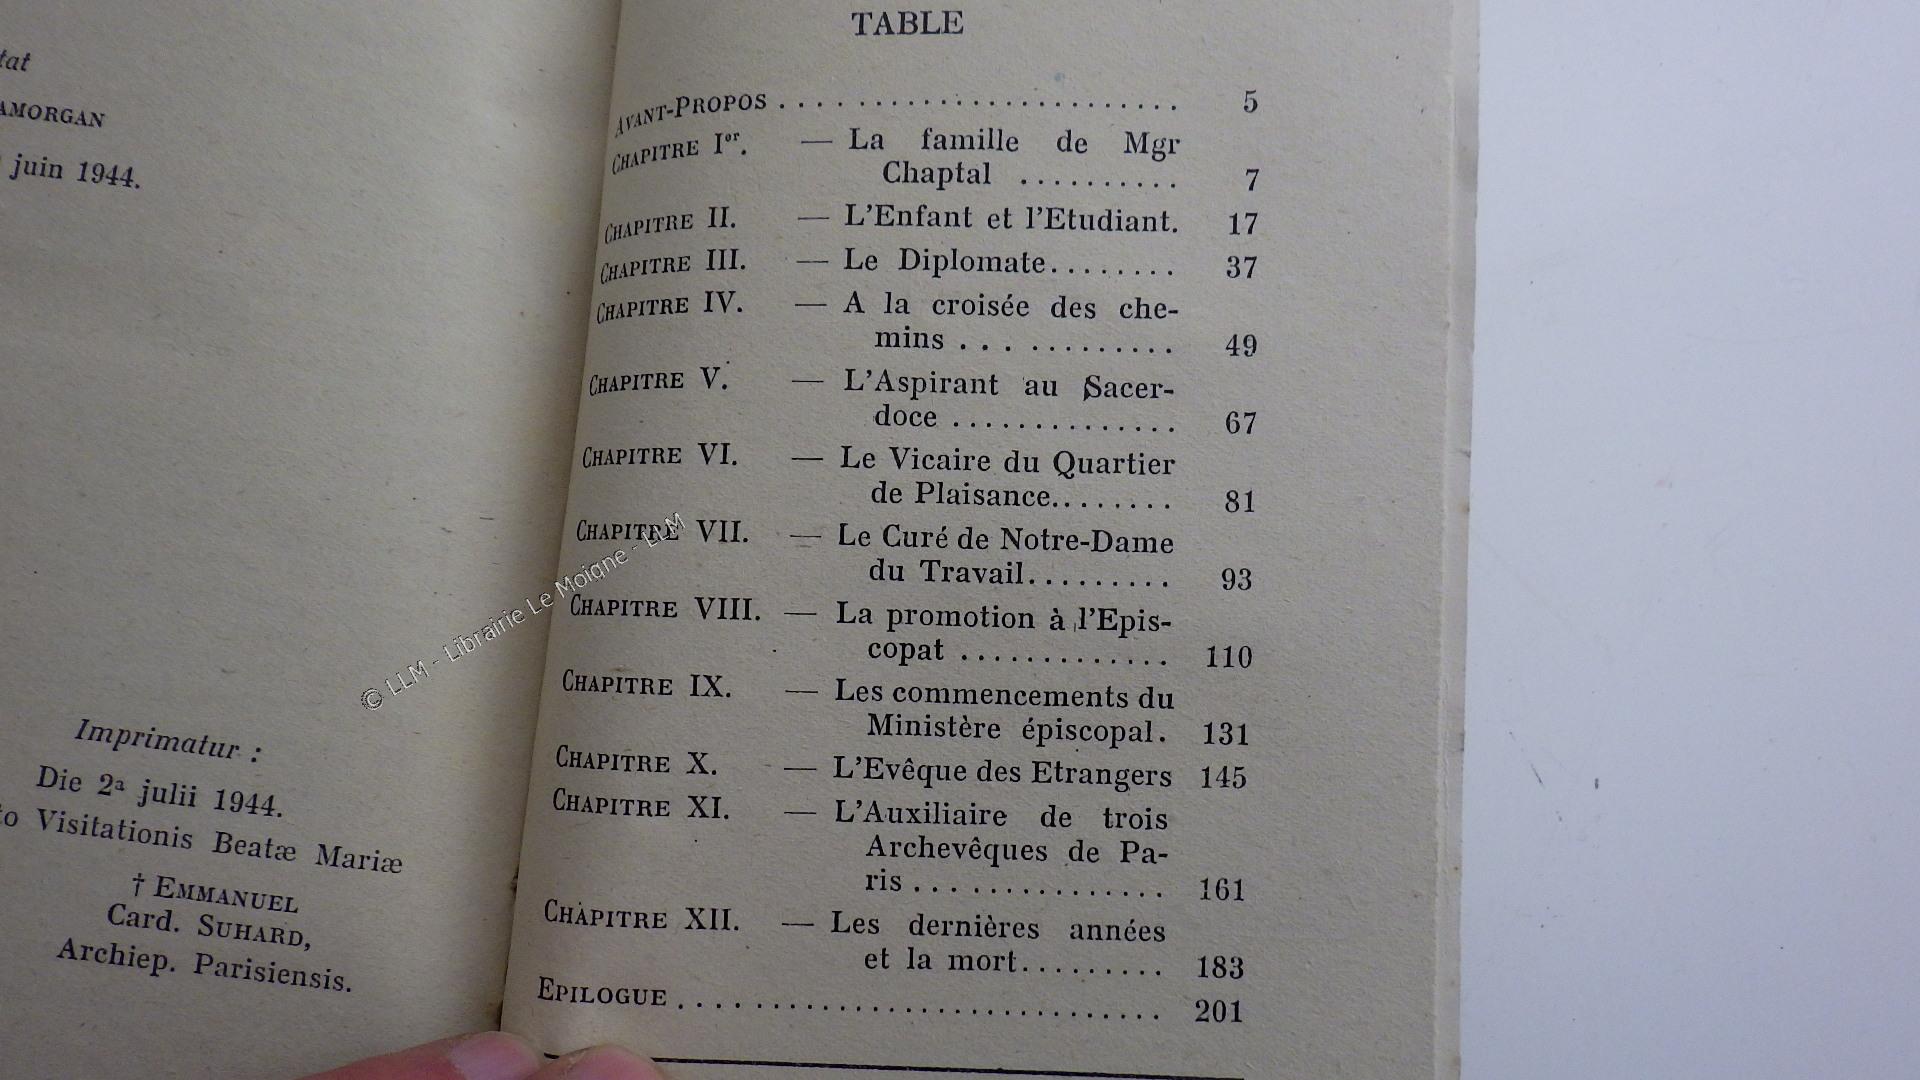 juin 1944.
Imprimatur :
Die 2ª julii 1944.
Visitationis Beatæ Mariæ
† EMMANUEL
Card. SUHARD,
Archiep. Parisiensis.
TABLE
AVANT-PROPOS . . . . . . . . . . . . . . . . . . . . . . . . 5
CHAPITRE Ier. — La famille de Mgr
Chaptal . . . . . . . . . . 7
CHAPITRE II. — L'Enfant et l'Etudiant. 17
CHAPITRE III. — Le Diplomate........ 37
CHAPITRE IV. — A la croisée des che-
mins . . . . . . . . . . . . 49
CHAPITRE V. — L'Aspirant au Sacer-
doce . . . . . . . . . . . . . . 67
CHAPITRE VI. — Le Vicaire du Quartier
de Plaisance........ 81
CHAPITRE VII. — Le Curé de Notre-Dame
du Travail......... 93
CHAPITRE VIII. — La promotion à l'Epis-
copat . . . . . . . . . . . . . 110
CHAPITRE IX. — Les commencements du
Ministère épiscopal. 131
CHAPITRE X. — L'Evêque des Etrangers 145
CHAPITRE XI. — L'Auxiliaire de trois
Archevêques de Pa-
ris . . . . . . . . . . . . . . . 161
CHAPITRE XII. — Les dernières années
et la mort......... 183
EPILOGUE . . . . . . . . . . . . . . . . . . . . . . . . . . . . . 201
© LLM - Librairie Le Moigne - LLM